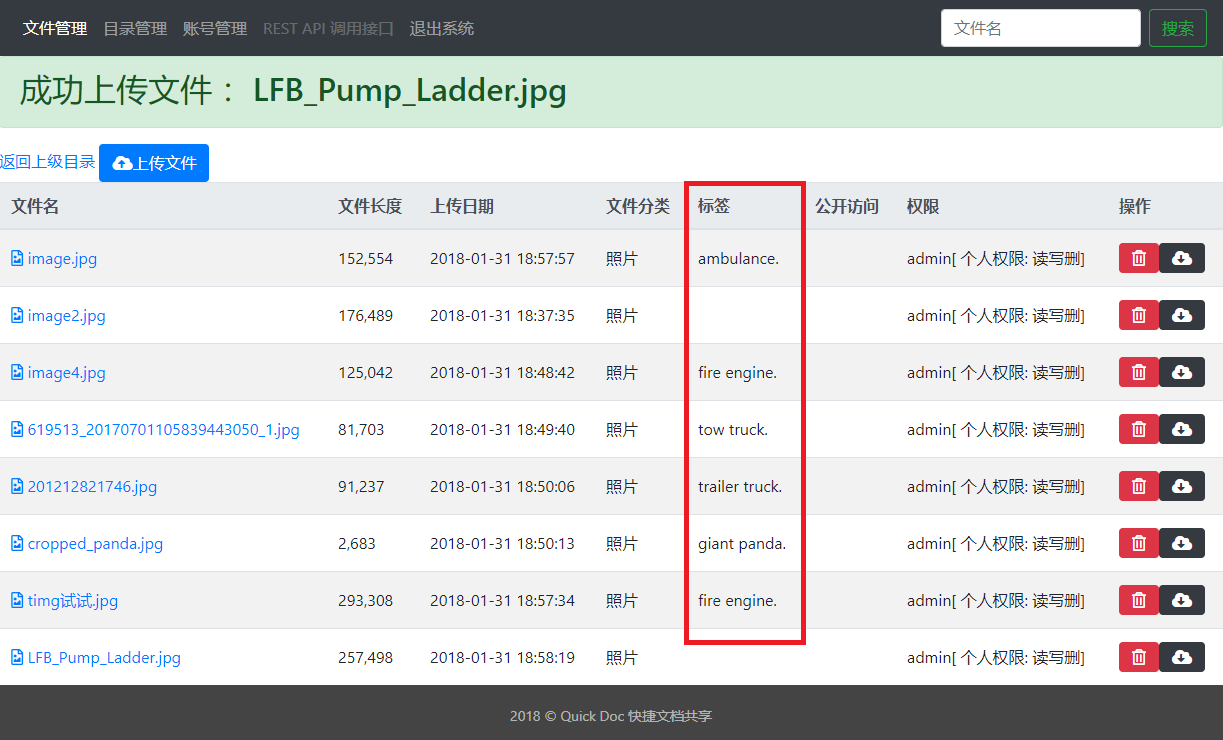 文件管理 目录管理 账号管理 REST API 调用接口 退出系统 文件名 搜索
成功上传文件： LFB_Pump_Ladder.jpg
返回上级目录 上传文件
文件名 文件长度 上传日期 文件分类 标签 公开访问 权限 操作
image.jpg 152,554 2018-01-31 18:57:57 照片 ambulance. admin[ 个人权限: 读写删]
image2.jpg 176,489 2018-01-31 18:37:35 照片 admin[ 个人权限: 读写删]
image4.jpg 125,042 2018-01-31 18:48:42 照片 fire engine. admin[ 个人权限: 读写删]
619513_20170701105839443050_1.jpg 81,703 2018-01-31 18:49:40 照片 tow truck. admin[ 个人权限: 读写删]
201212821746.jpg 91,237 2018-01-31 18:50:06 照片 trailer truck. admin[ 个人权限: 读写删]
cropped_panda.jpg 2,683 2018-01-31 18:50:13 照片 giant panda. admin[ 个人权限: 读写删]
timg试试.jpg 293,308 2018-01-31 18:57:34 照片 fire engine. admin[ 个人权限: 读写删]
LFB_Pump_Ladder.jpg 257,498 2018-01-31 18:58:19 照片 admin[ 个人权限: 读写删]
2018 © Quick Doc 快捷文档共享